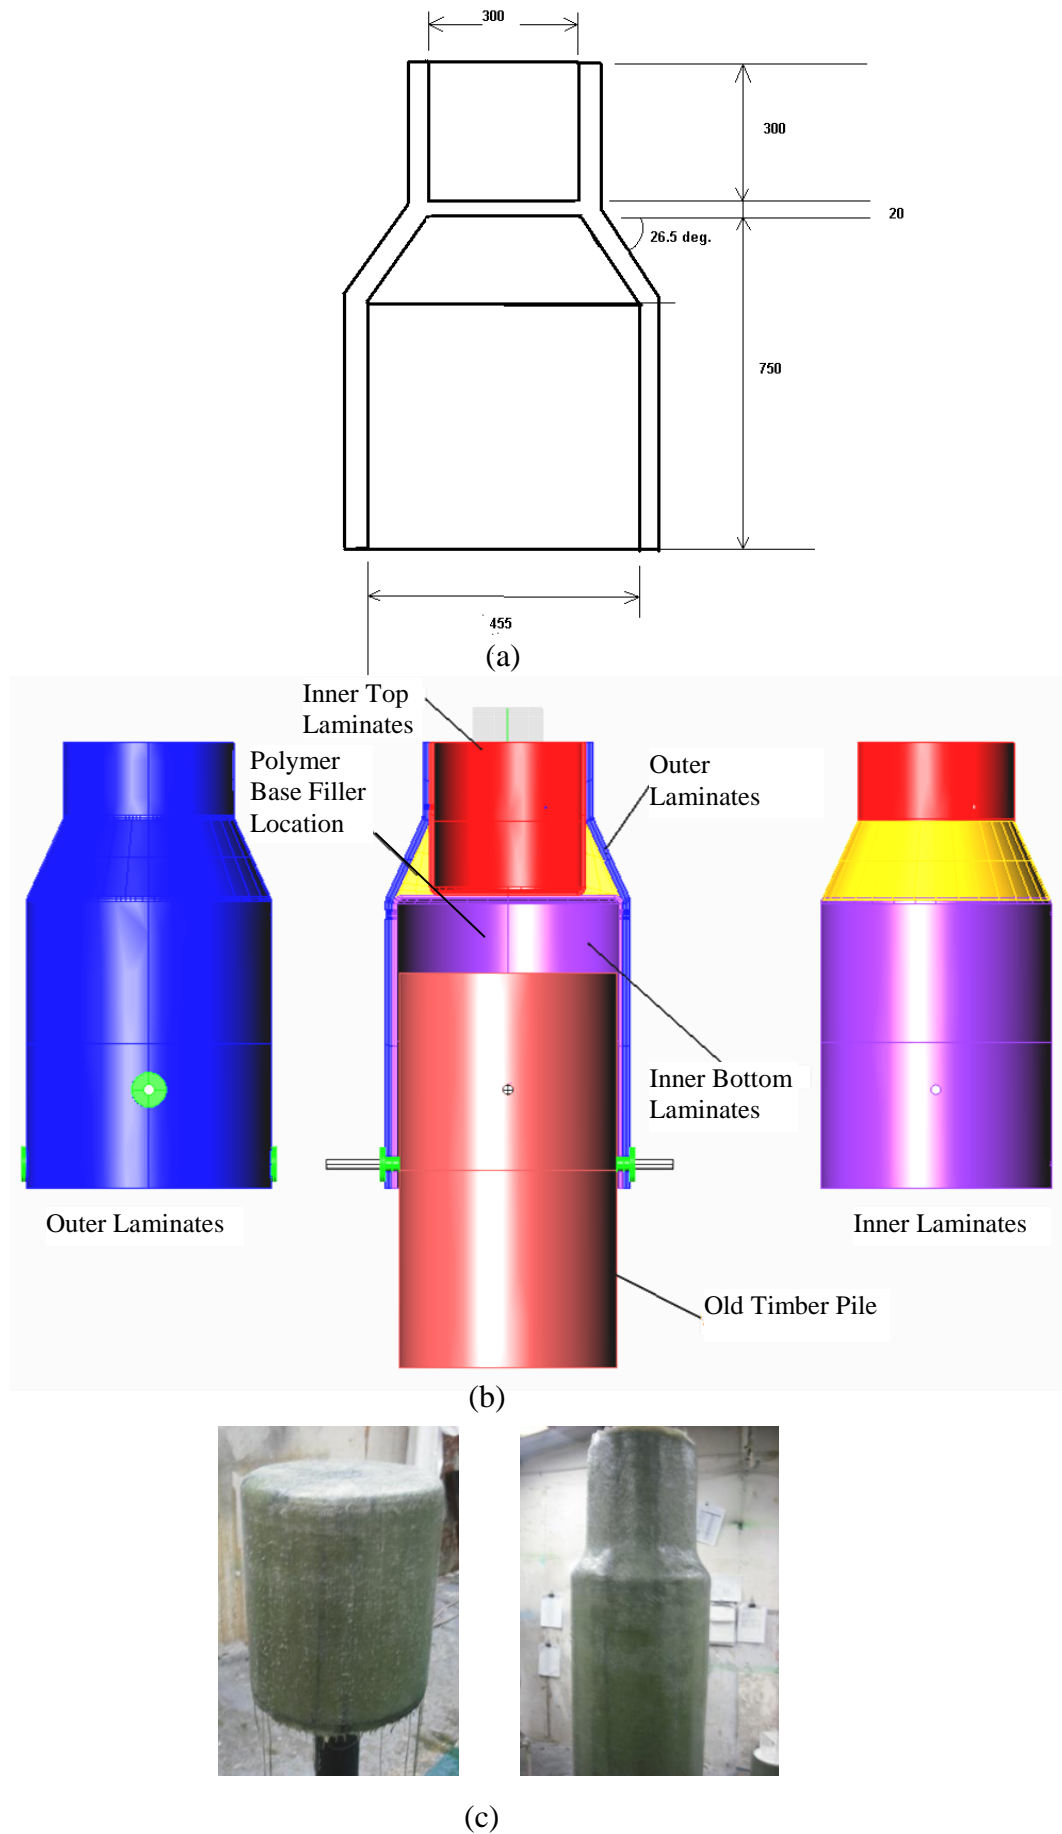 300
300
20
26.5 deg.
750
455
(a)
Inner Top
Laminates
Polymer
Base Filler
Location
Outer
Laminates
Inner Bottom
Laminates
Outer Laminates
Inner Laminates
Old Timber Pile
(b)
(c)